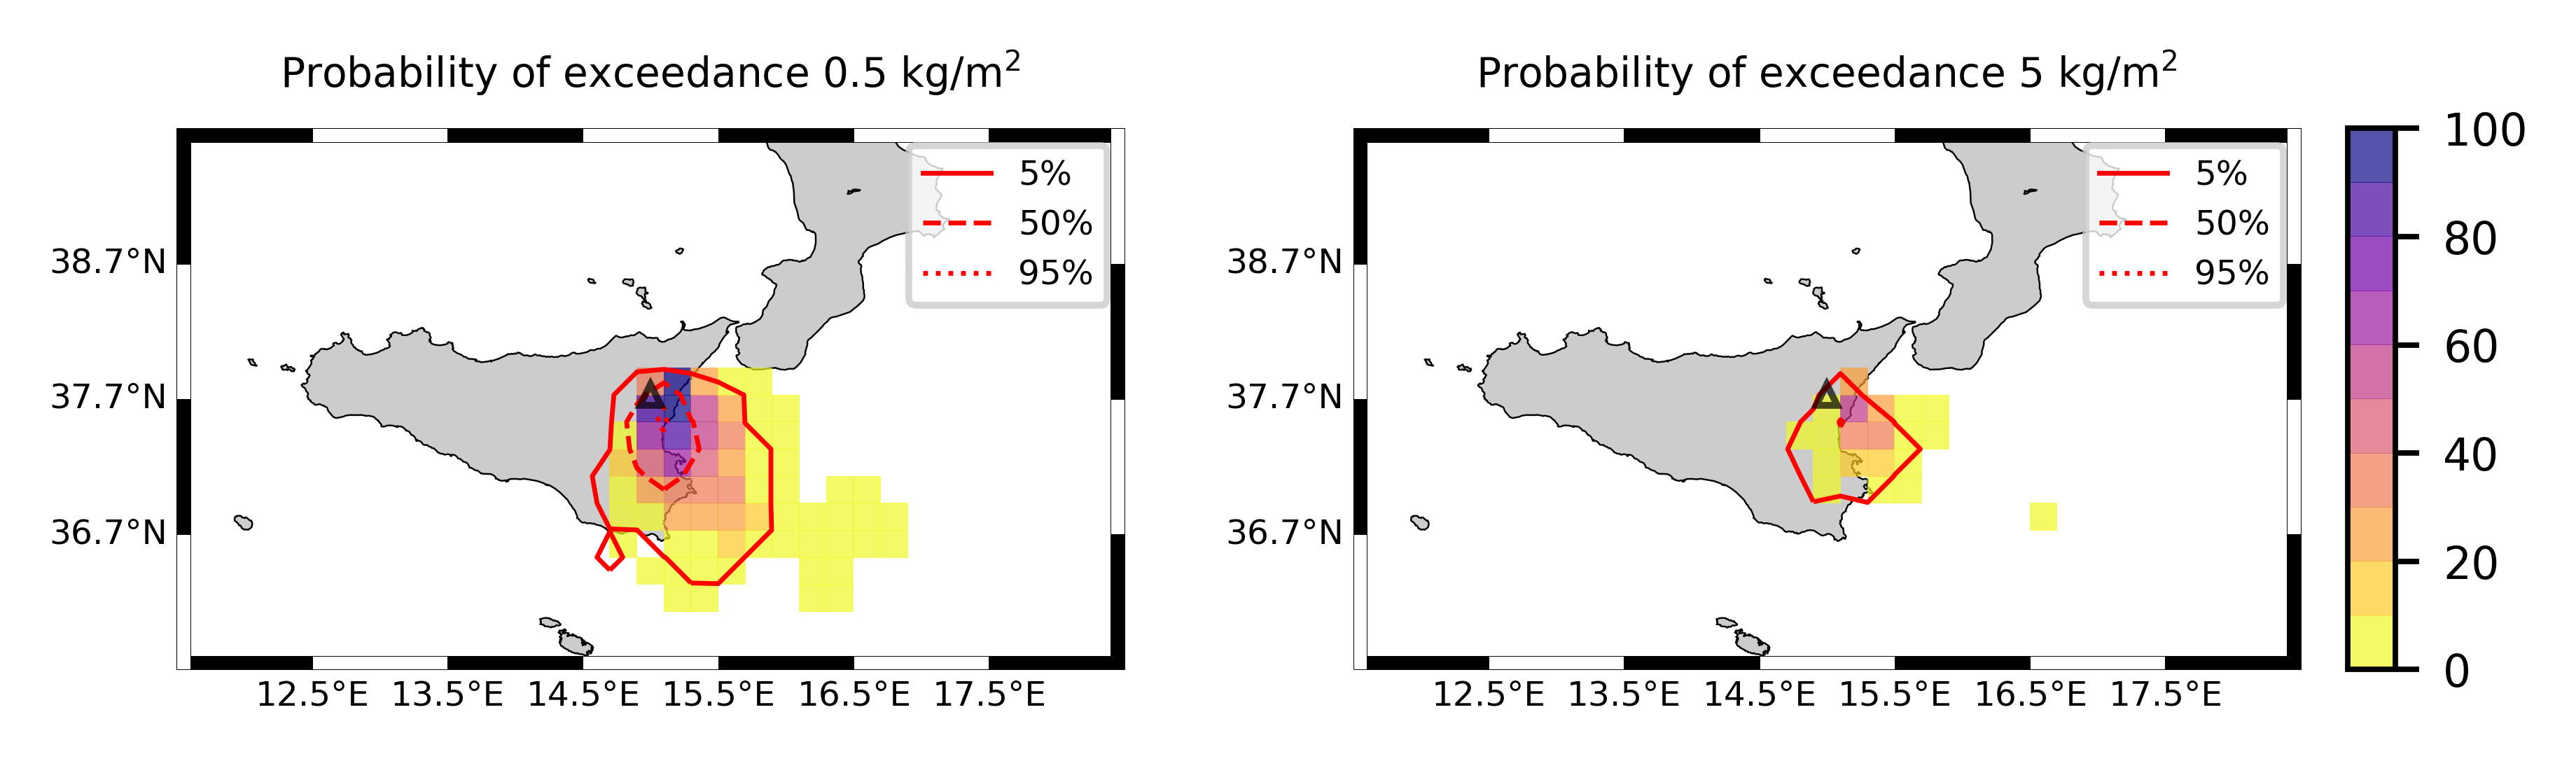 Probability of exceedance 0.5 kg/m²
5%
50%
95%
38.7°N
37.7°N
36.7°N
12.5°E 13.5°E 14.5°E 15.5°E 16.5°E 17.5°E
Probability of exceedance 5 kg/m²
5%
50%
95%
38.7°N
37.7°N
36.7°N
12.5°E 13.5°E 14.5°E 15.5°E 16.5°E 17.5°E
100
80
60
40
20
0